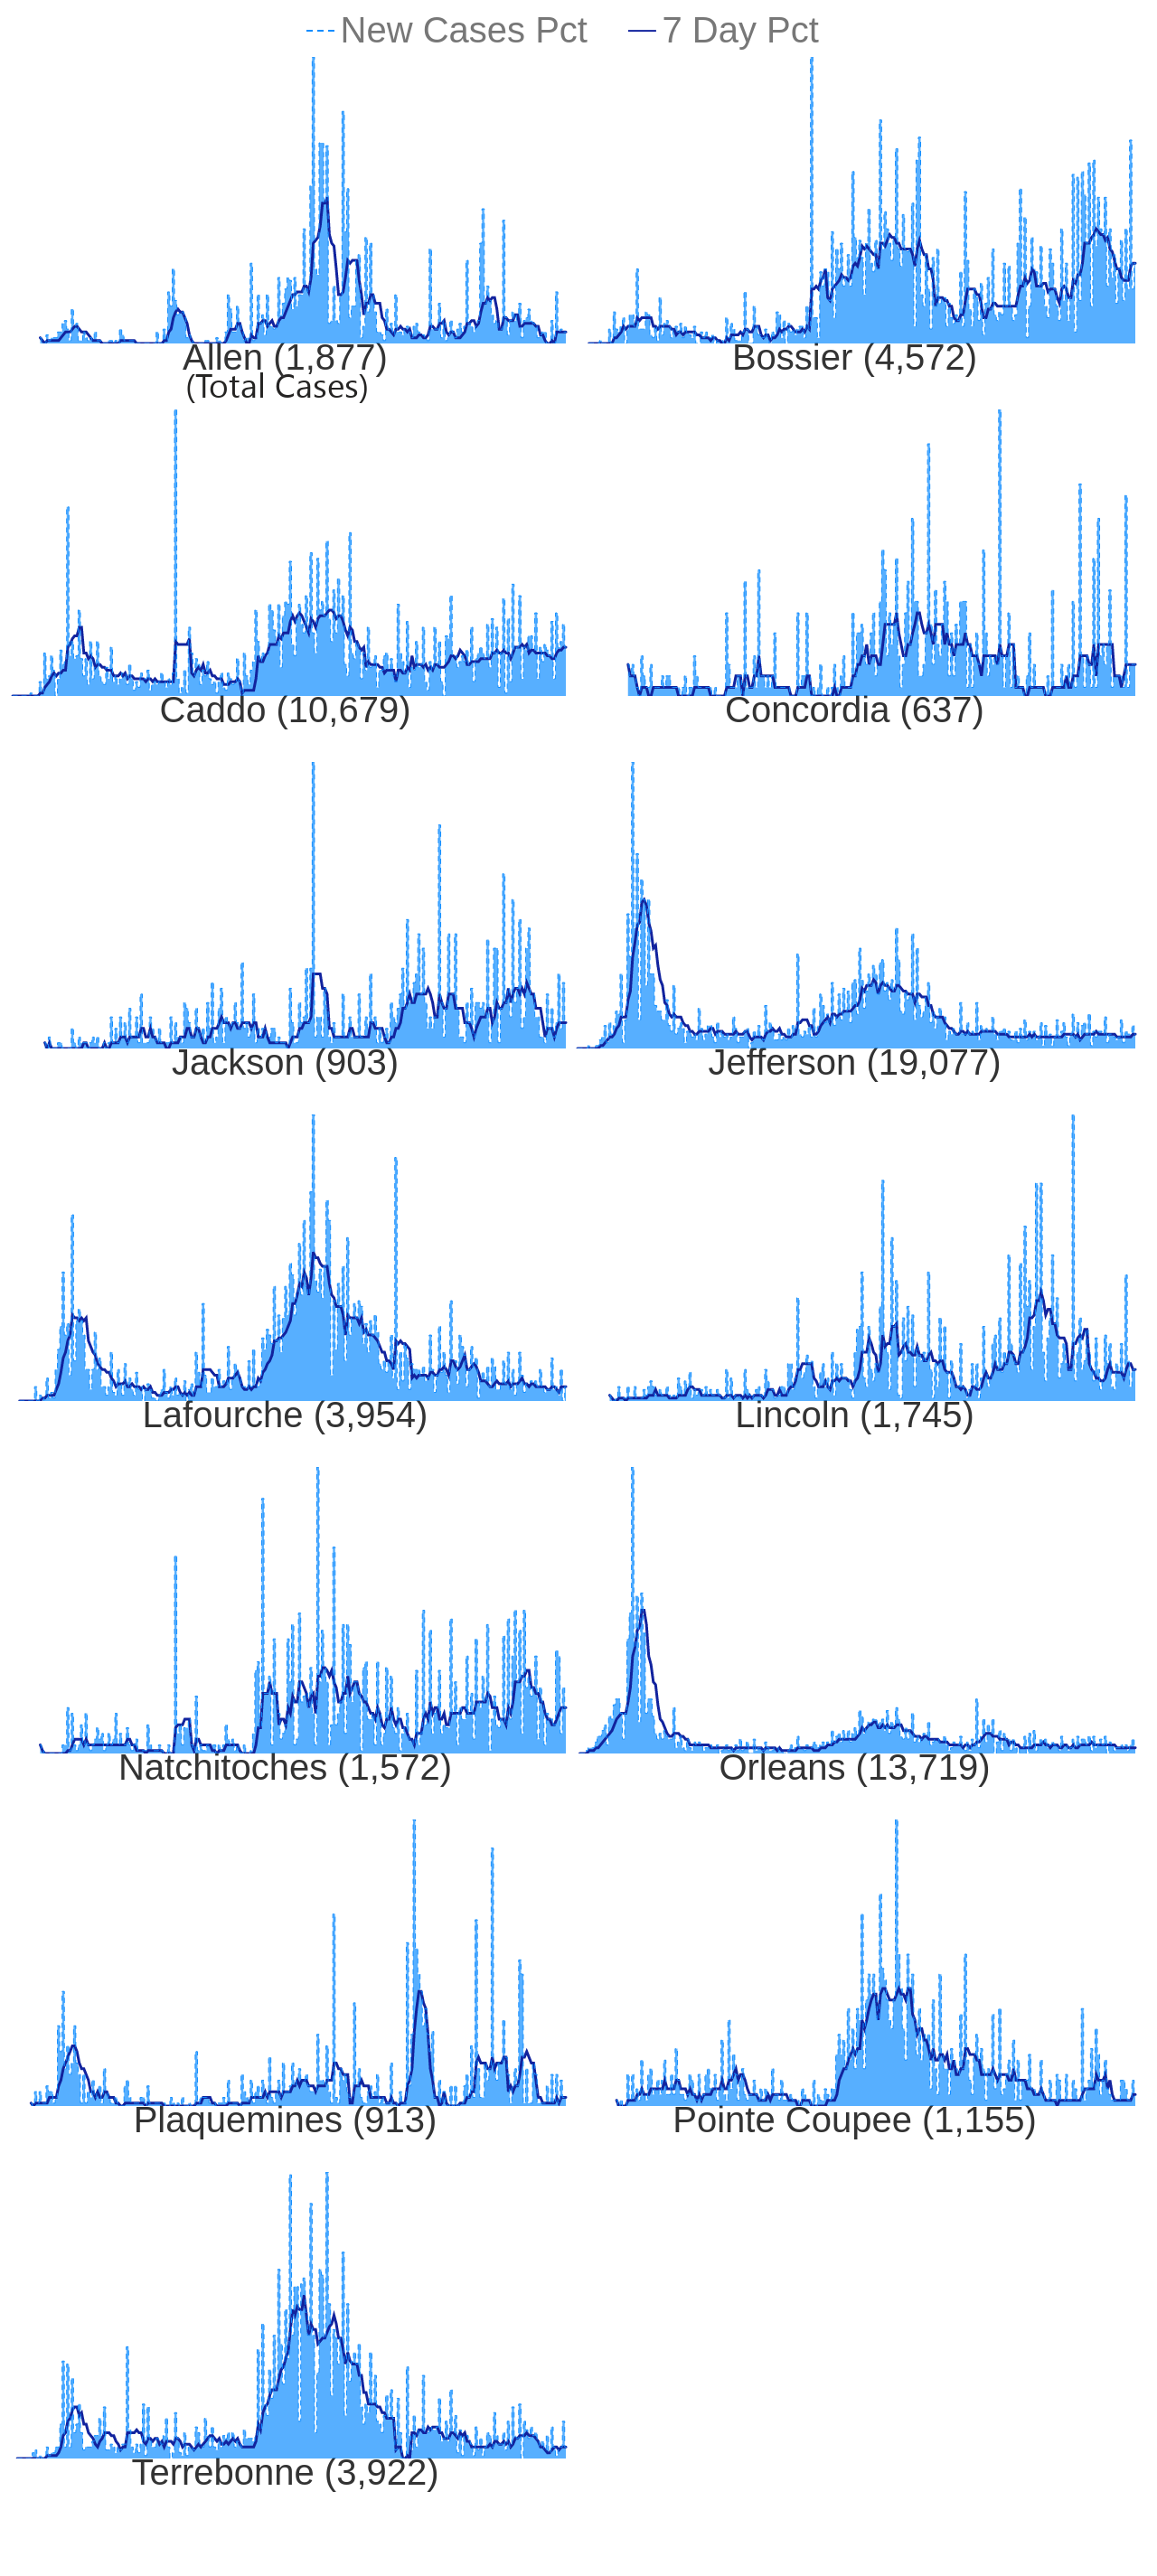 New Cases Pct 7 Day Pct
Allen (1,877) Bossier (4,572)
(Total Cases)
Caddo (10,679) Concordia (637)
Jackson (903) Jefferson (19,077)
Lafourche (3,954) Lincoln (1,745)
Natchitoches (1,572) Orleans (13,719)
Plaquemines (913) Pointe Coupee (1,155)
Terrebonne (3,922)